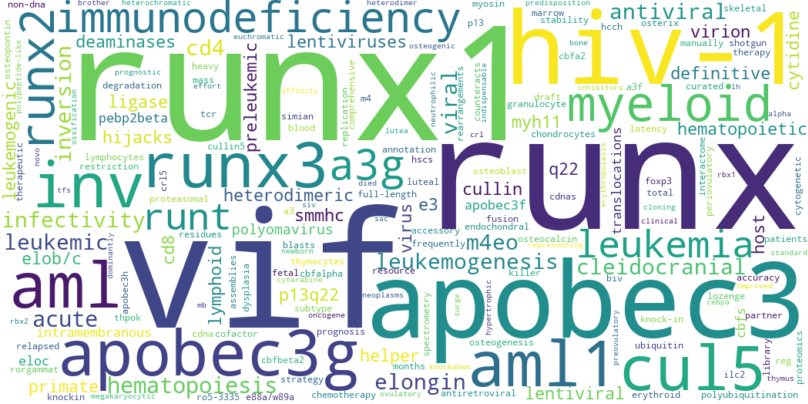 non-dna brother heterochromatic heterodimer myosin predisposition
immunodeficiency antiviral skeletal
p13 marrow osterix
stability hcch
euchromatic osteogenic
runx2 deaminases cd4 lentiviruses virion manually shotgun
cbfa2 bone therapy
runx1 hiv-1 cytidine
osteopontin polypeptide-like ossification
prognostic effort affinity
degradation heavy mass comprehensive replication
leukemogenic inversion ligase preleukemic viral rearrangements counteracts indispensable
definitive curated
inhibitors a3f
pebp2beta tcr simian m4 draft granulocyte myeloid alpha
hijacks blood neutrophilic lutea myh11 hematopoietic
therapeutic novo lymphocytes cullin5 cr1 chondrocytes latency
restriction annotation
runx3 a3g runx
cr15 proteasomal hscs osteoblast q22 foxp3 interactome rbx1
tfs died luteal cullin cdnas total periovulatory cytogenetic
inv heterodimeric full-length translocations erythropoiesis cloning
siv e3 apobec3f clinical
runt a3 sac virus fusion
infectivity smmhc accessory endochondral host
residues polyomavirus frequently osteocalcin patients
leukemic cd8 blasts m4eo representing leukemia standard
elob/c lymphoid newborn thymocytes resource leukemogenesis
vif cleidocranial
dominantly apobec3h assemblies dysplasia fetal cbfalpha killer biv accuracy
aml cytarabine hypertrophic improved
mb p13q22 neoplasms surge lozenge cebpa
rbx2 oncogene preovulatory knock-in partner
acute subtype apobec3
thpok cdna cofactor prognosis spectrometry cbfs
intramembranous osteogenesis ubiquitin library proteomics
relapsed cbfbeta2 helper knockdown
eloc apobec3g aml1 cul5 reg
rorgammat months ilc2 thymus
primate strategy elongin
knockin hematopoiesis chemotherapy ovulatory lentiviral polyubiquitination
megakaryocytic ro5-3335 e88a/w89a antiretroviral erythroid